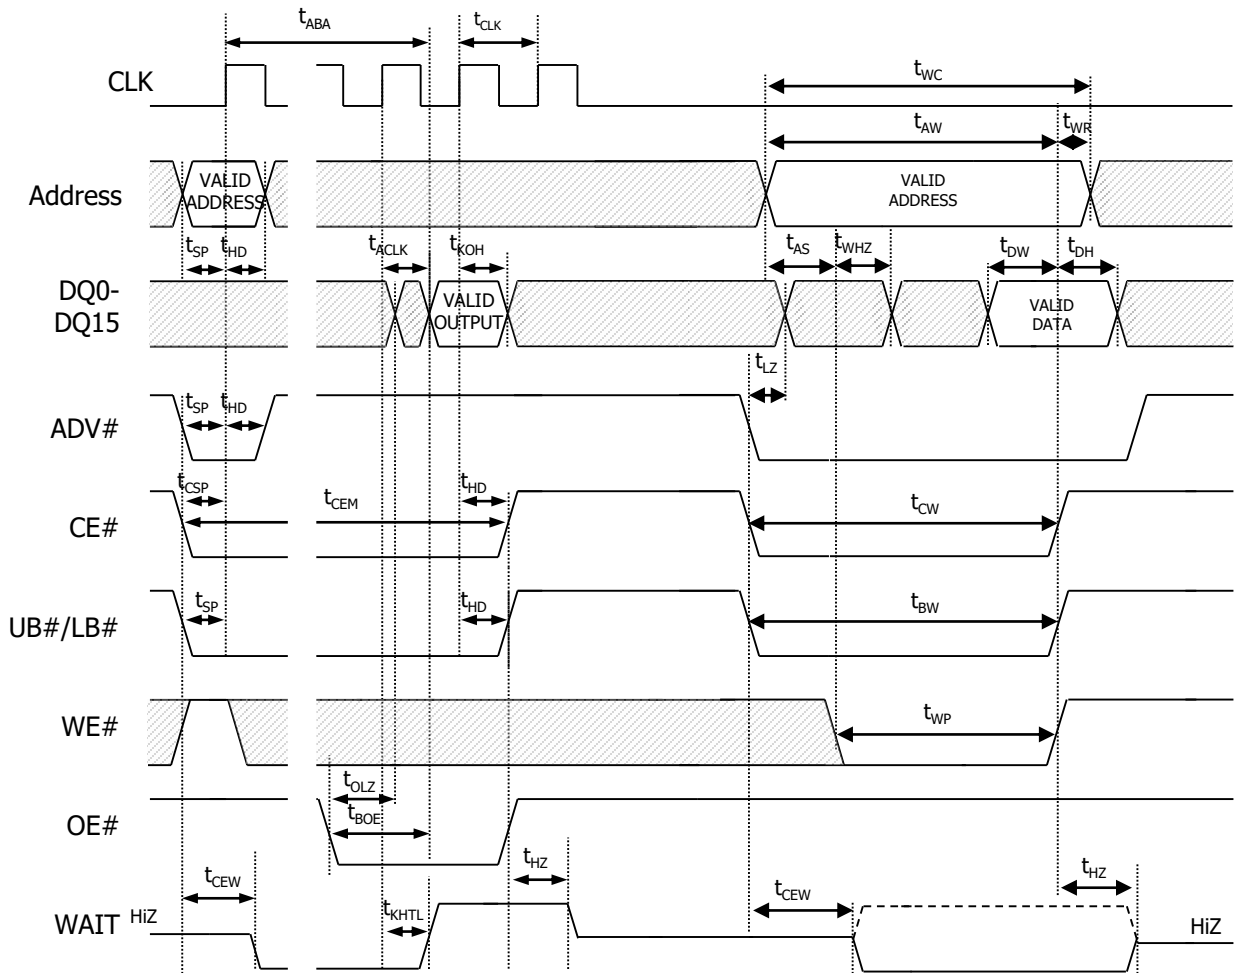 tABA
tCLK
CLK
tWC
tAW
tWR
Address
VALID
ADDRESS
VALID
ADDRESS
tSP
tHD
tACLK
tKOH
tAS
tWHZ
tDW
tDH
DQ0-
DQ15
VALID
OUTPUT
VALID
DATA
tLZ
ADV#
tSP
tHD
tCSP
tCEM
tHD
tCW
CE#
UB#/LB#
tSP
tHD
tBW
WE#
tWP
tOLZ
OE#
tBOE
tHZ
tHZ
tCEW
tCEW
WAIT
HiZ
tKHTL
HiZ